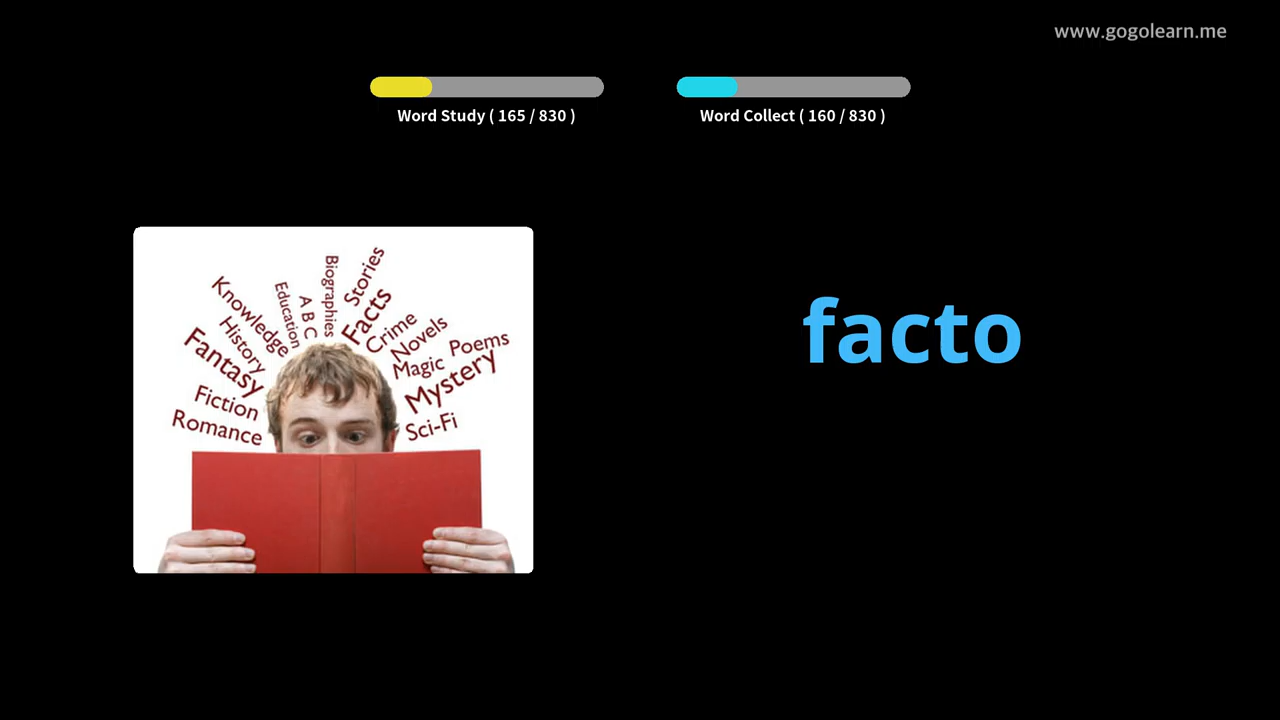 www.gogolearn.me
Word Study ( 165 / 830 )
Word Collect ( 160 / 830 )
facto
Stories
Biographies
Facts
A B C
Education
Knowledge
Crime
Novels
History
Poems
Fantasy
Magic
Mystery
Fiction
Sci-Fi
Romance